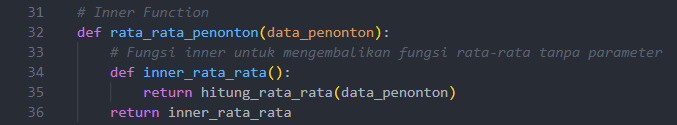 31 # Inner Function
32 def rata_rata_penonton(data_penonton):
33     # Fungsi inner untuk mengembalikan fungsi rata-rata tanpa parameter
34     def inner_rata_rata():
35         return hitung_rata_rata(data_penonton)
36     return inner_rata_rata